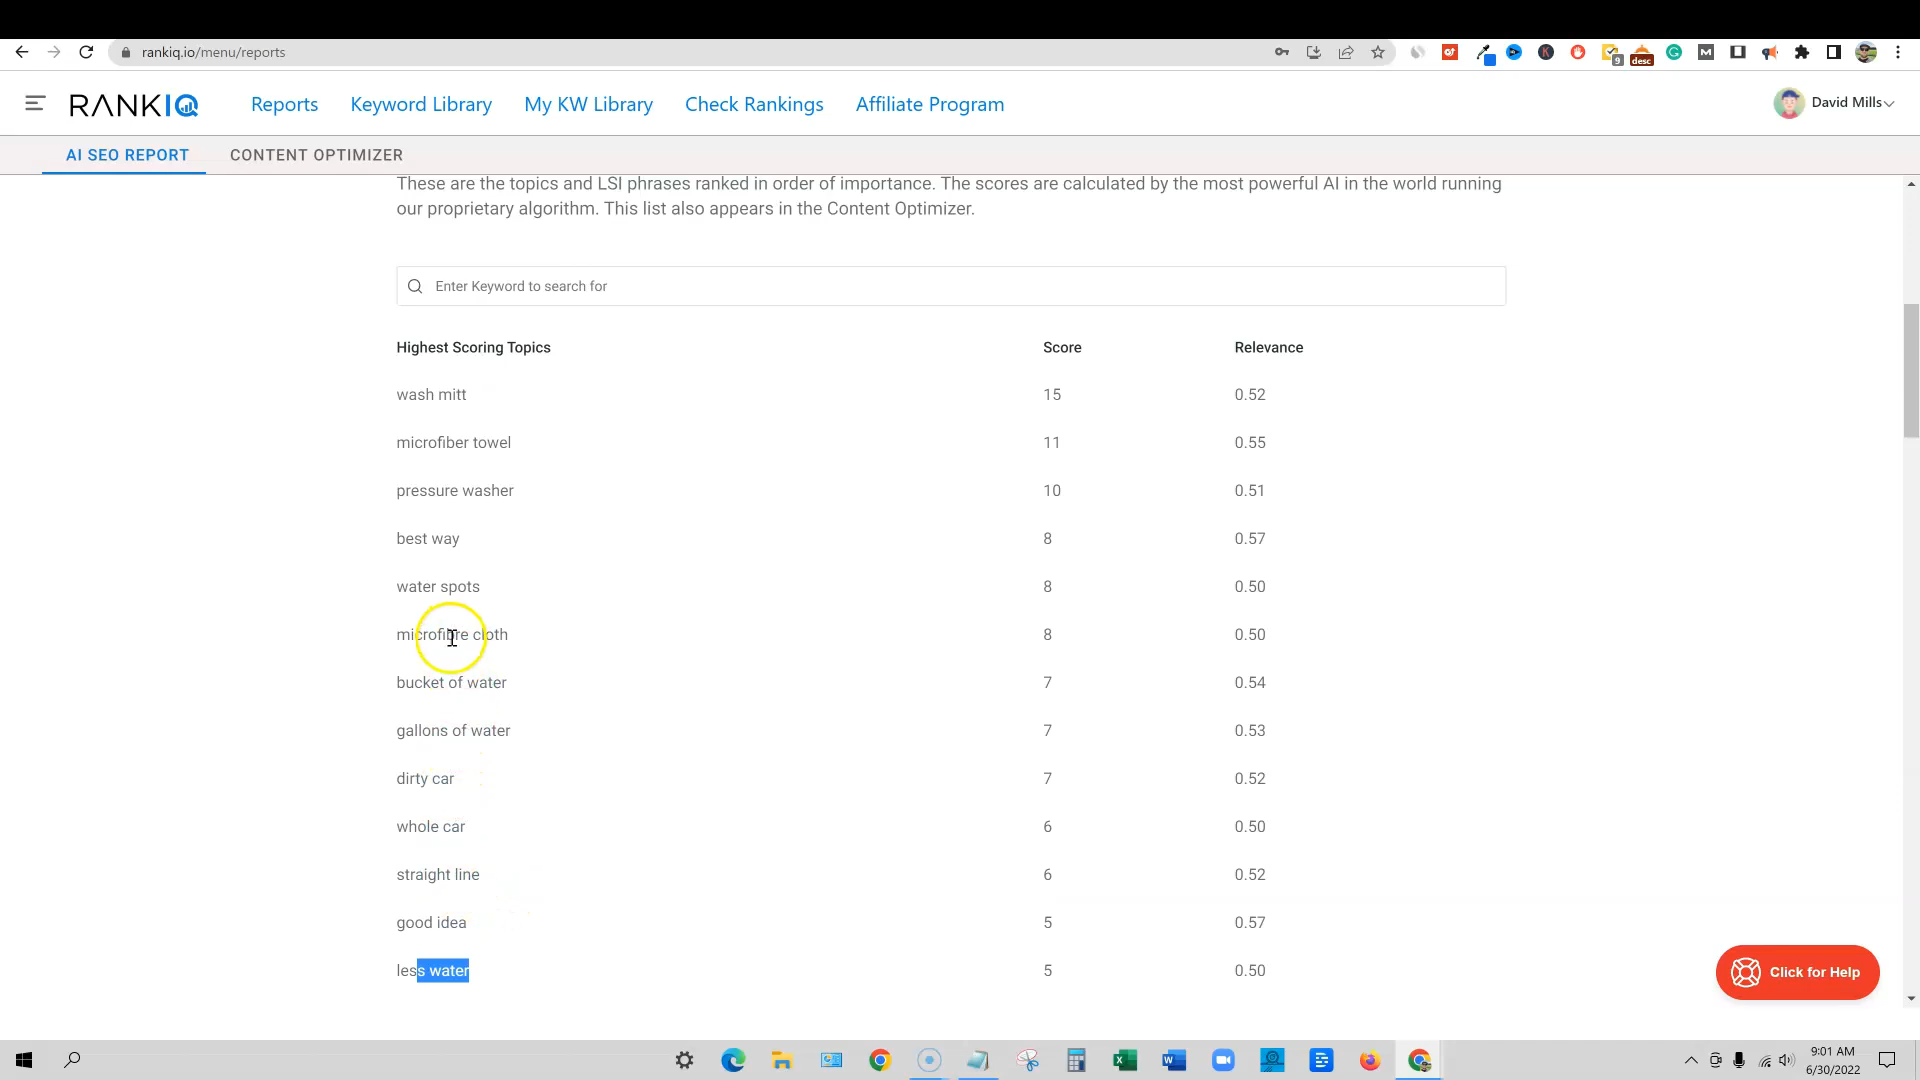 rankiq.io/menu/reports
9
desc
RANKIQ
Reports
Keyword Library
My KW Library
Check Rankings
Affiliate Program
David Mills
AI SEO REPORT
CONTENT OPTIMIZER
These are the topics and LSI phrases ranked in order of importance. The scores are calculated by the most powerful AI in the world running
our proprietary algorithm. This list also appears in the Content Optimizer.
Enter Keyword to search for
Highest Scoring Topics Score Relevance
wash mitt 15 0.52
microfiber towel 11 0.55
pressure washer 10 0.51
best way 8 0.57
water spots 8 0.50
microfibre cloth 8 0.50
bucket of water 7 0.54
gallons of water 7 0.53
dirty car 7 0.52
whole car 6 0.50
straight line 6 0.52
good idea 5 0.57
less water 5 0.50
Click for Help
9:01 AM
6/30/2022